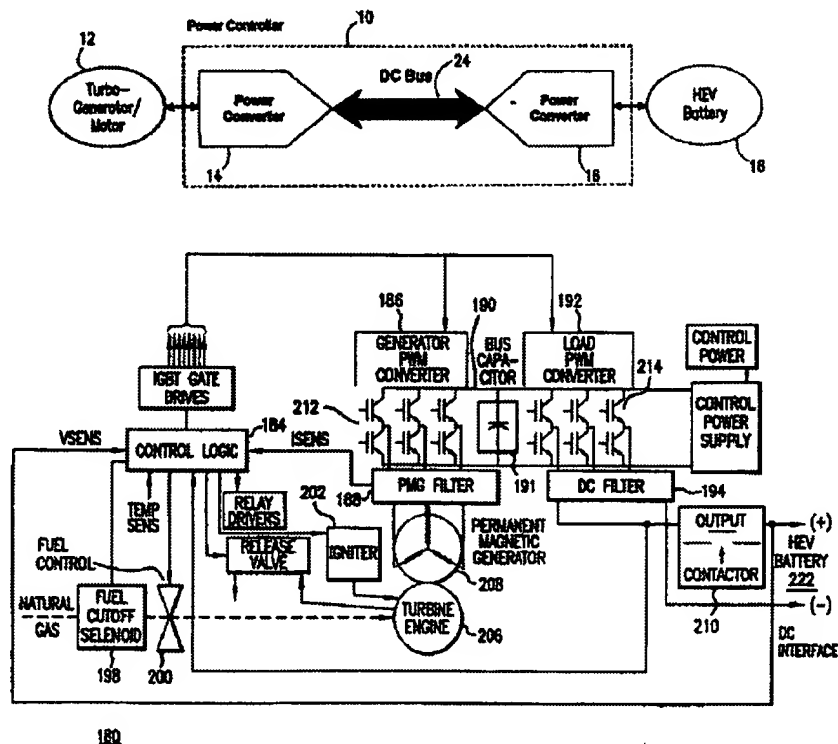 Power Controller
10
12
Turbo-
Generator/
Motor
Power
Converter
14
DC Bus
24
Power
Converter
16
HEV
Battery
18
186
190
192
GENERATOR
PWM
CONVERTER
BUS
CAPA-
CITOR
LOAD
PWM
CONVERTER
CONTROL
POWER
IGBT GATE
DRIVES
212
214
CONTROL
POWER
SUPPLY
VSENS
184
ISENS
CONTROL LOGIC
191
PMG FILTER
188
DC FILTER
194
TEMP
SENS
RELAY
DRIVERS
202
FUEL
CONTROL
RELEASE
VALVE
IGNITER
PERMANENT
MAGNETIC
GENERATOR
208
OUTPUT
CONTACTOR
210
(+)
HEV
BATTERY
222
(-)
DC
INTERFACE
NATURAL
GAS
FUEL
CUTOFF
SELENOID
198
200
TURBINE
ENGINE
206
180